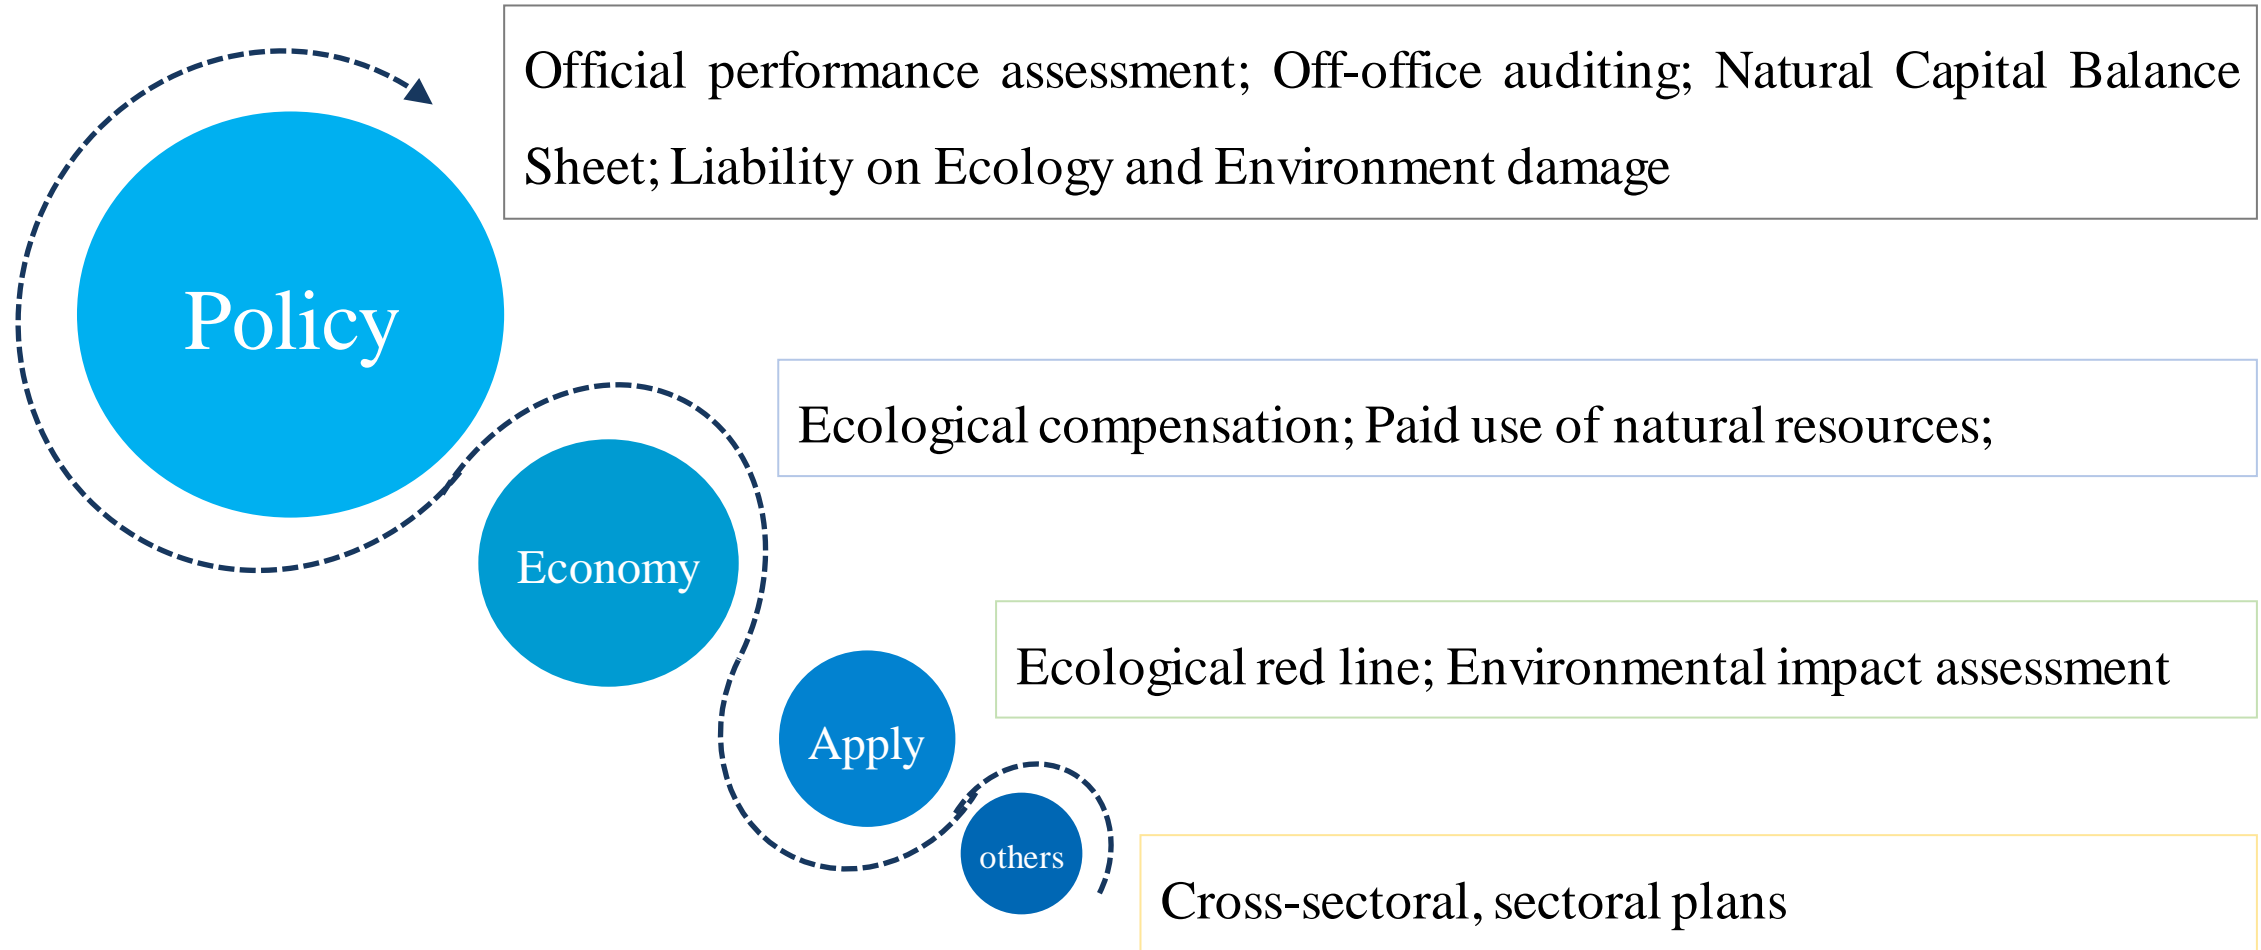 Official performance assessment; Off-office auditing; Natural Capital Balance
Sheet; Liability on Ecology and Environment damage
Policy
Ecological compensation; Paid use of natural resources;
Economy
Ecological red line; Environmental impact assessment
Apply
others
Cross-sectoral, sectoral plans